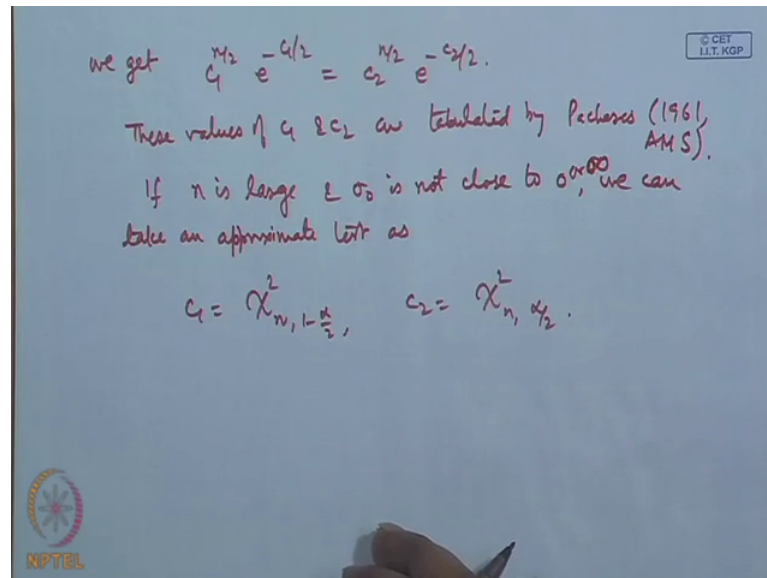 © CET
I.I.T. KGP
we get c₁^{n/2} e^{-c₁/2} = c₂^{n/2} e^{-c₂/2}.
These values of c₁ & c₂ are tabulated by Pachares (1961,
AMS).
If n is large & σ₀ is not close to 0 or ∞, we can
take an approximate test as
c₁ = χ²_{n, 1-α/2}, c₂ = χ²_{n, α/2}.
NPTEL